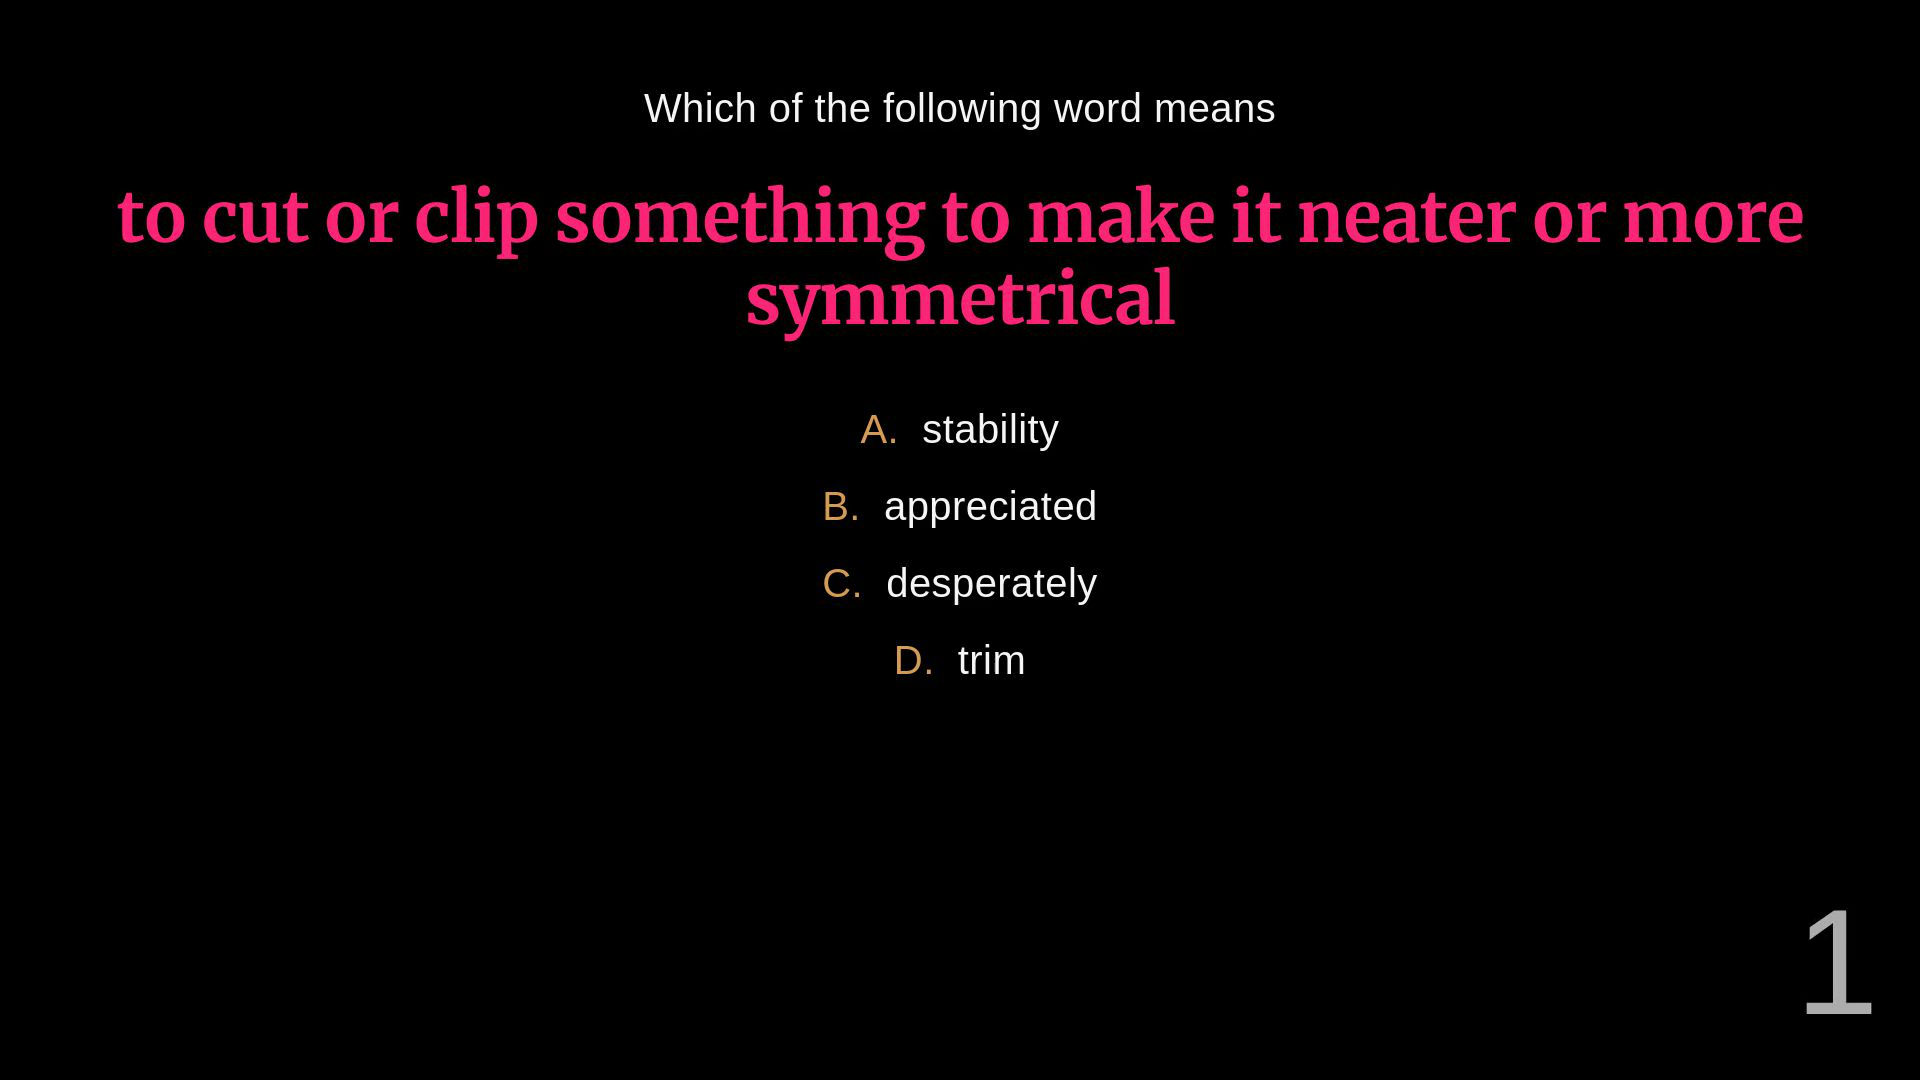 Which of the following word means
to cut or clip something to make it neater or more
symmetrical
A. stability
B. appreciated
C. desperately
D. trim
1